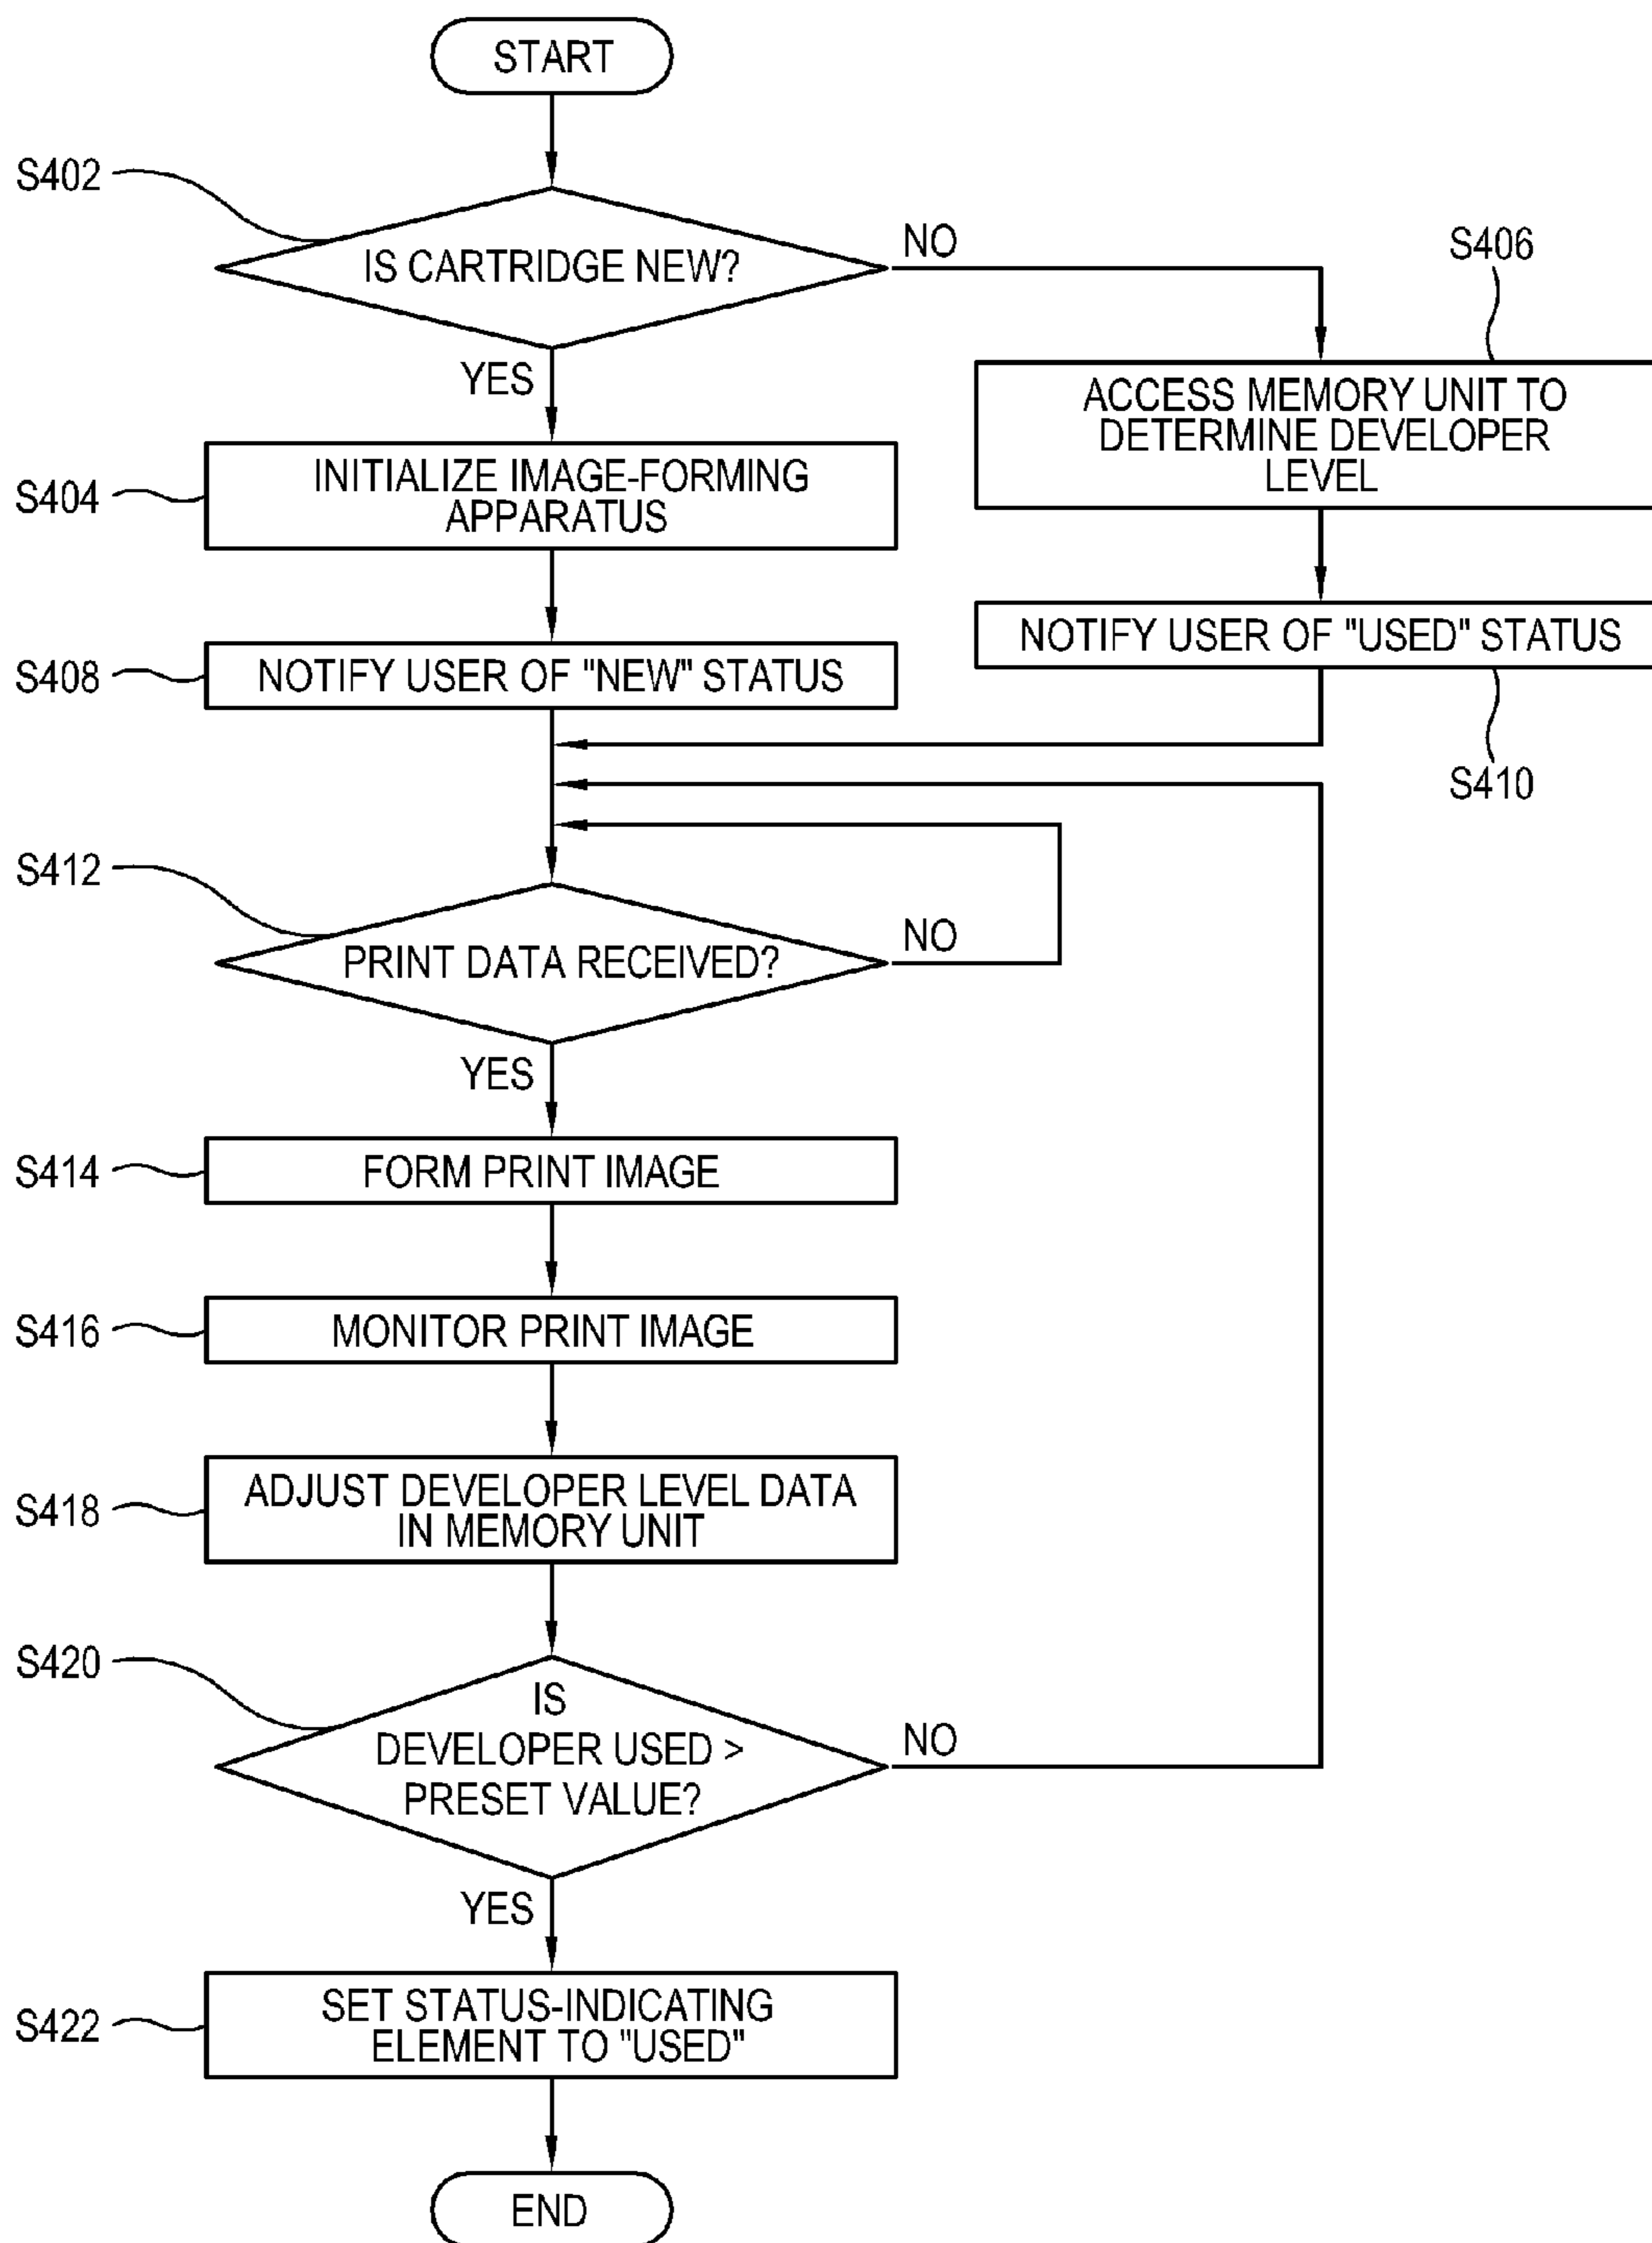 START
S402
IS CARTRIDGE NEW?
NO
S406
YES
ACCESS MEMORY UNIT TO
DETERMINE DEVELOPER
LEVEL
S404
INITIALIZE IMAGE-FORMING
APPARATUS
NOTIFY USER OF "USED" STATUS
S408
NOTIFY USER OF "NEW" STATUS
S410
S412
PRINT DATA RECEIVED?
NO
YES
S414
FORM PRINT IMAGE
S416
MONITOR PRINT IMAGE
S418
ADJUST DEVELOPER LEVEL DATA
IN MEMORY UNIT
S420
IS
DEVELOPER USED >
PRESET VALUE?
NO
YES
S422
SET STATUS-INDICATING
ELEMENT TO "USED"
END